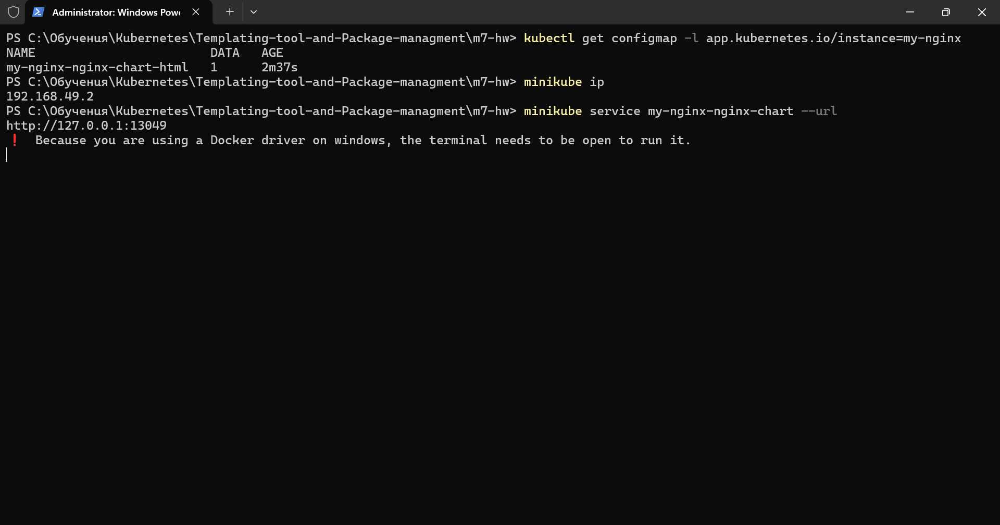 Administrator: Windows Powe
PS C:\Обучения\Kubernetes\Templating-tool-and-Package-managment\m7-hw> kubectl get configmap -l app.kubernetes.io/instance=my-nginx
NAME DATA AGE
my-nginx-nginx-chart-html 1 2m37s
PS C:\Обучения\Kubernetes\Templating-tool-and-Package-managment\m7-hw> minikube ip
192.168.49.2
PS C:\Обучения\Kubernetes\Templating-tool-and-Package-managment\m7-hw> minikube service my-nginx-nginx-chart --url
http://127.0.0.1:13049
❗ Because you are using a Docker driver on windows, the terminal needs to be open to run it.